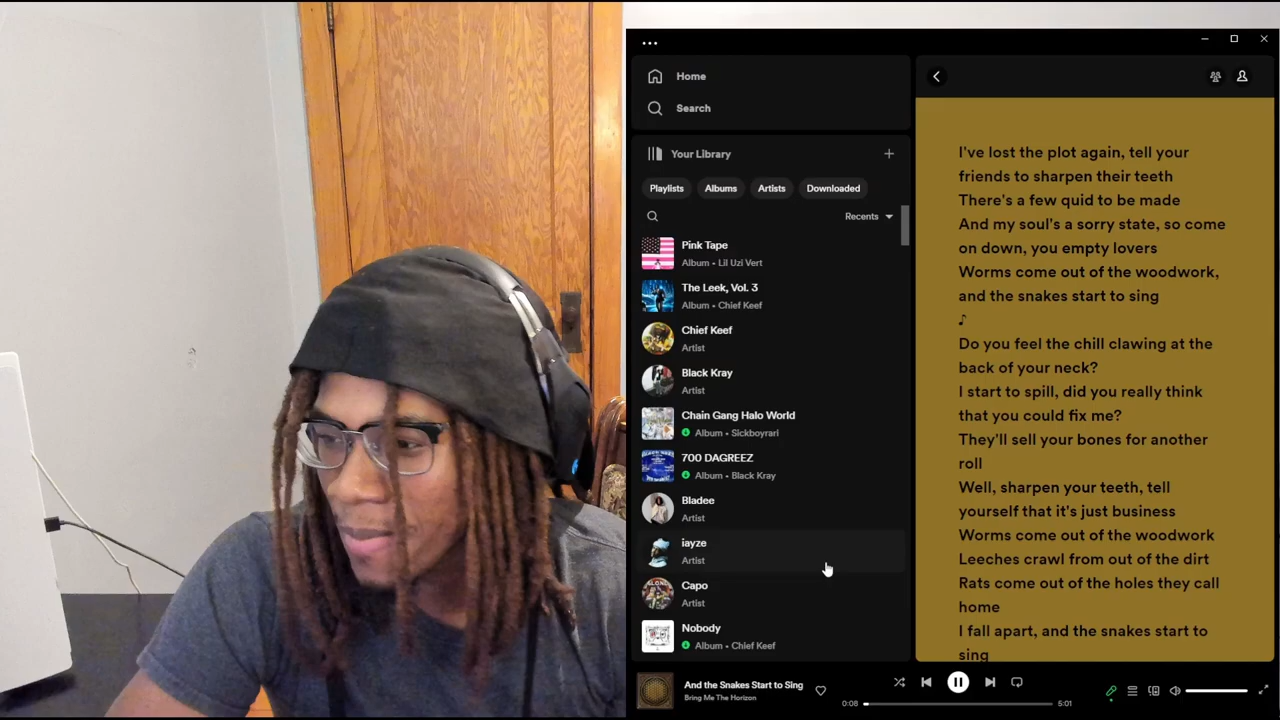 Home
Search
Your Library
Playlists
Albums
Artists
Downloaded
Recents
Pink Tape
Album • Lil Uzi Vert
The Leek, Vol. 3
Album • Chief Keef
Chief Keef
Artist
Black Kray
Artist
Chain Gang Halo World
Album • Sickboyrari
700 DAGREEZ
Album • Black Kray
Bladee
Artist
iayze
Artist
Capo
Artist
Nobody
Album • Chief Keef
I've lost the plot again, tell your
friends to sharpen their teeth
There's a few quid to be made
And my soul's a sorry state, so come
on down, you empty lovers
Worms come out of the woodwork,
and the snakes start to sing
♪
Do you feel the chill clawing at the
back of your neck?
I start to spill, did you really think
that you could fix me?
They'll sell your bones for another
roll
Well, sharpen your teeth, tell
yourself that it's just business
Worms come out of the woodwork
Leeches crawl from out of the dirt
Rats come out of the holes they call
home
I fall apart, and the snakes start to
sing
And the Snakes Start to Sing
Bring Me The Horizon
0:08
5:01